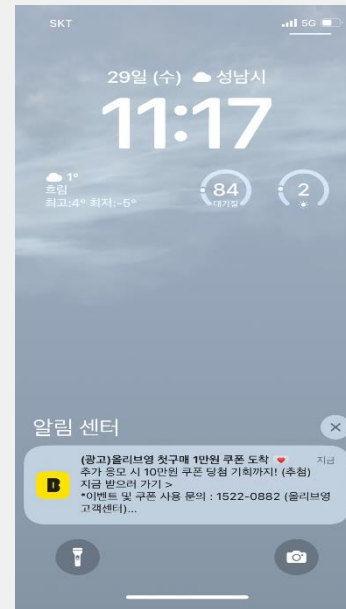 SKT 5G
29일 (수) 성남시
11:17
1°
흐림
최고:4° 최저:-5°
84
대기질
2
알림 센터
(광고)올리브영 첫구매 1만원 쿠폰 도착 지금
추가 응모 시 10만원 쿠폰 당첨 기회까지! (추첨)
지금 받으러 가기 >
*이벤트 및 쿠폰 사용 문의 : 1522-0882 (올리브영
고객센터)...
B